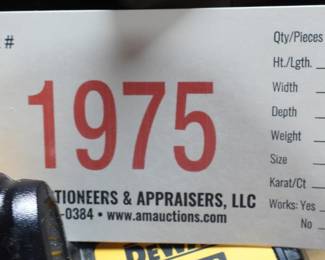 #
1975
TIONEERS & APPRAISERS, LLC
-0384 • www.amauctions.com
Qty/Pieces
Ht./Lgth.
Width
Depth
Weight
Size
Karat/Ct
Works: Yes
No
DEWA